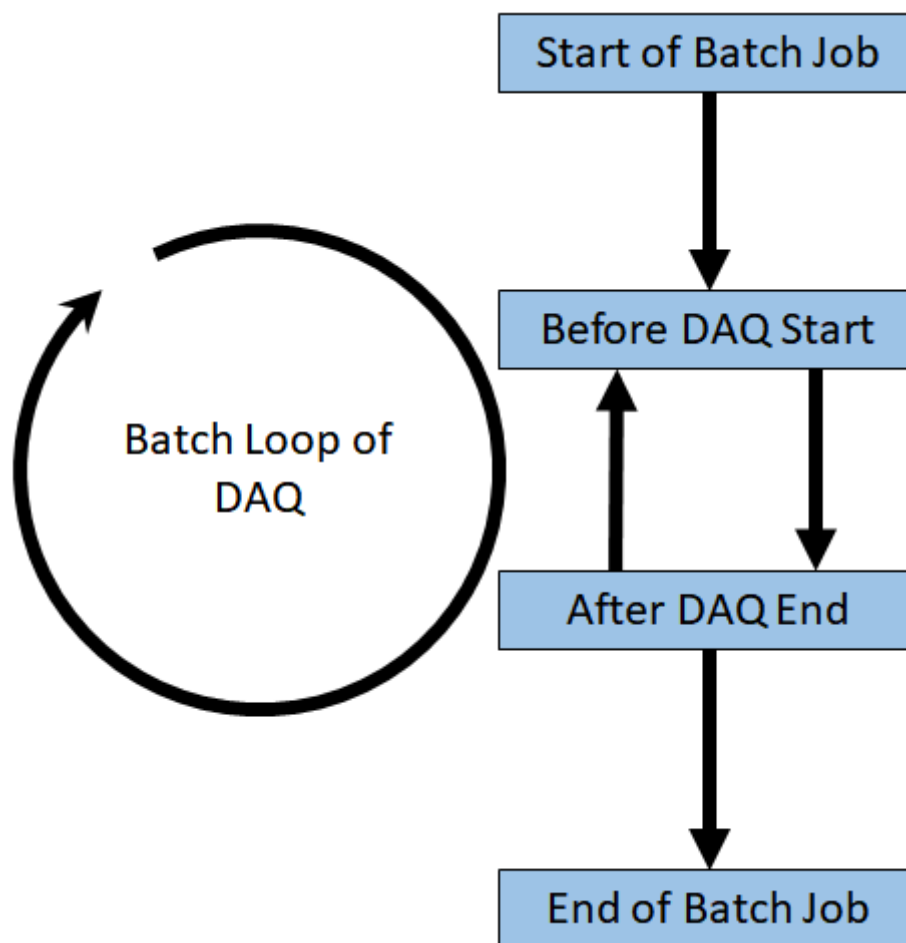 Start of Batch Job
Before DAQ Start
Batch Loop of
DAQ
After DAQ End
End of Batch Job